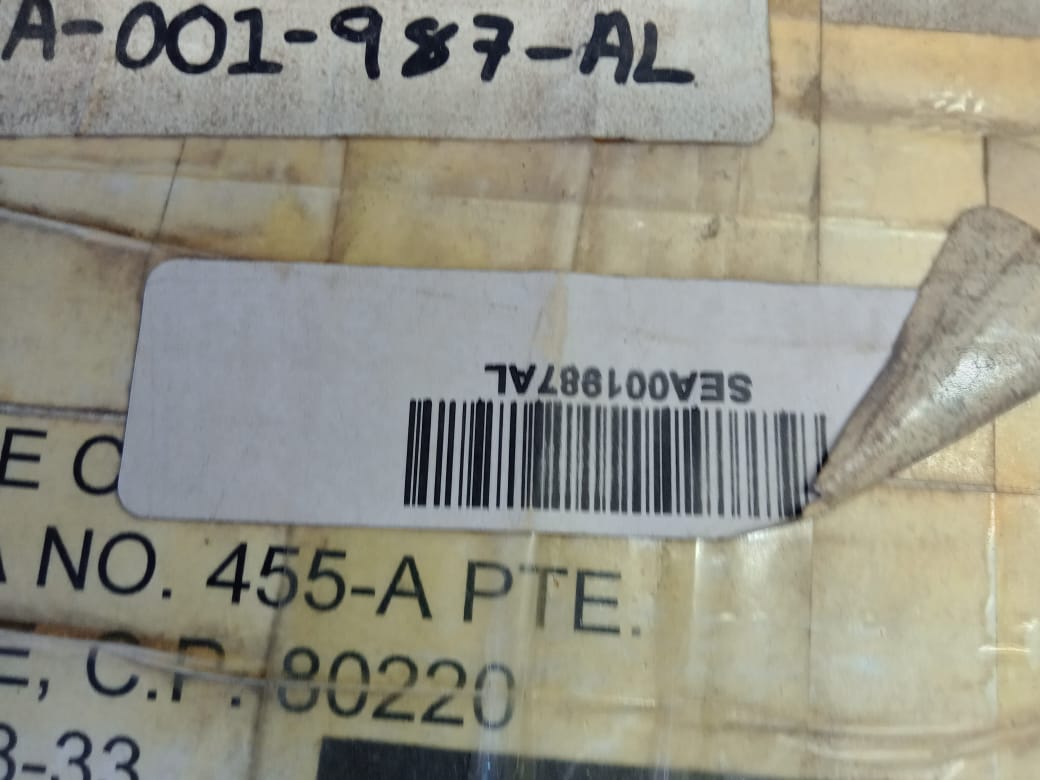 A-001-987-AL
SEA001987AL
E C
NO. 455-A PTE.
E, C.P. 80220
3-33